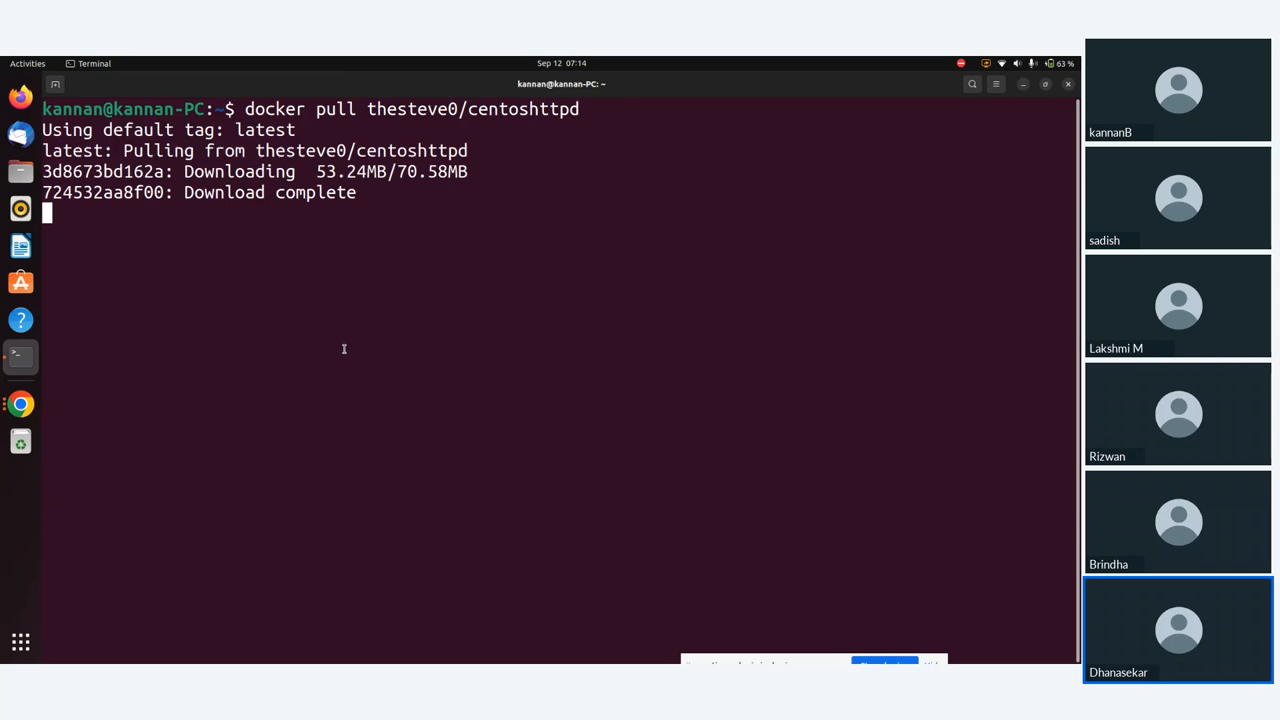 Activities
Terminal
Sep 12 07:14
63 %
kannan@kannan-PC: ~
kannan@kannan-PC:~$ docker pull thesteve0/centoshttpd
Using default tag: latest
latest: Pulling from thesteve0/centoshttpd
3d8673bd162a: Downloading  53.24MB/70.58MB
724532aa8f00: Download complete
kannanB
sadish
Lakshmi M
Rizwan
Brindha
Dhanasekar